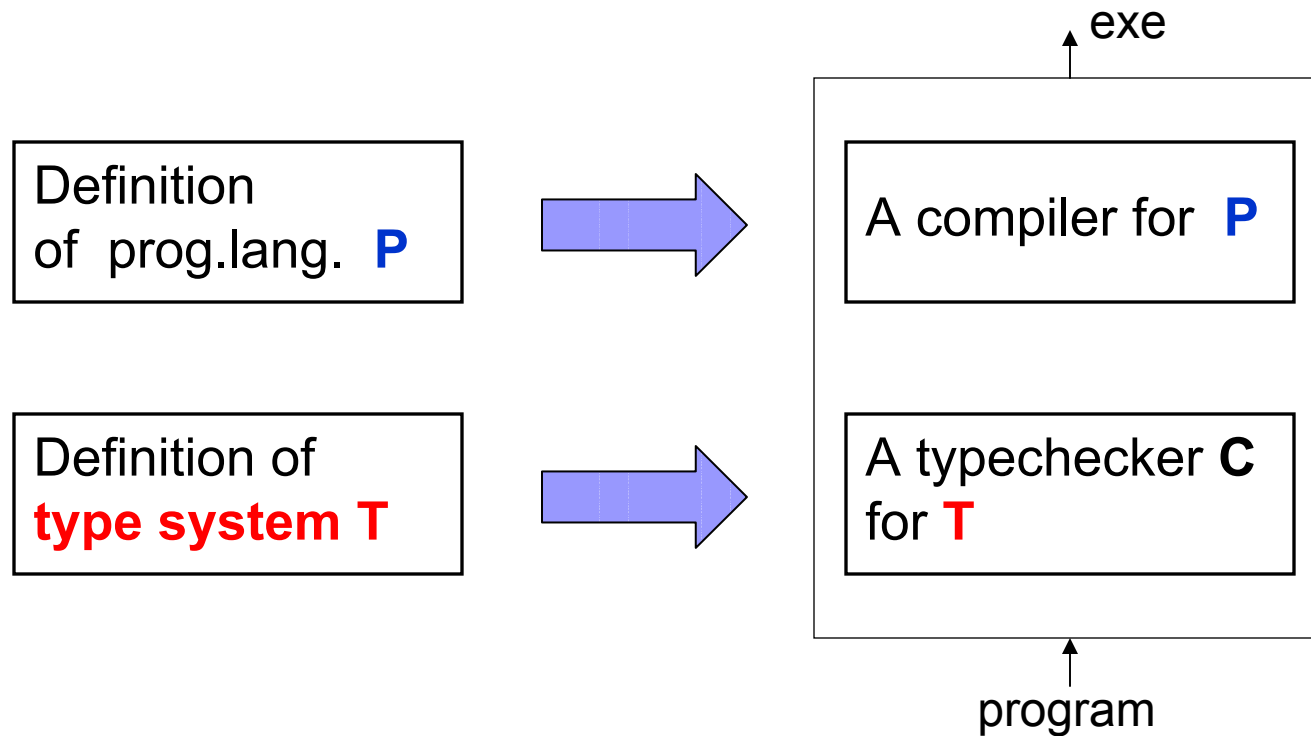 exe
Definition
of prog.lang. P
A compiler for P
Definition of
type system T
A typechecker C
for T
program